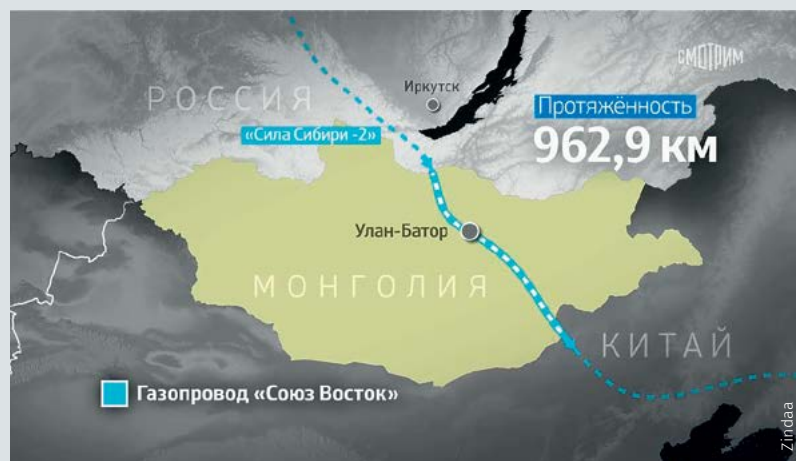 СМОТРИМ
РОССИЯ
Иркутск
Протяжённость
962,9 км
«Сила Сибири -2»
Улан-Батор
МОНГОЛИЯ
КИТАЙ
Газопровод «Союз Восток»
Zindaa